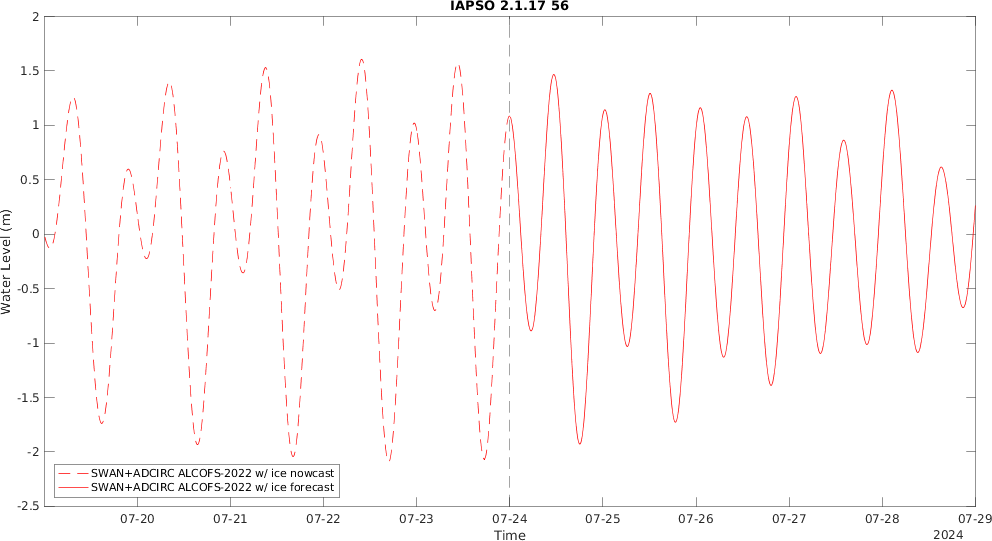 IAPSO 2.1.17 56
2
1.5
1
0.5
0
-0.5
-1
-1.5
-2
-2.5
Water Level (m)
SWAN+ADCIRC ALCOFS-2022 w/ ice nowcast
SWAN+ADCIRC ALCOFS-2022 w/ ice forecast
07-20 07-21 07-22 07-23 07-24 07-25 07-26 07-27 07-28 07-29
Time
2024